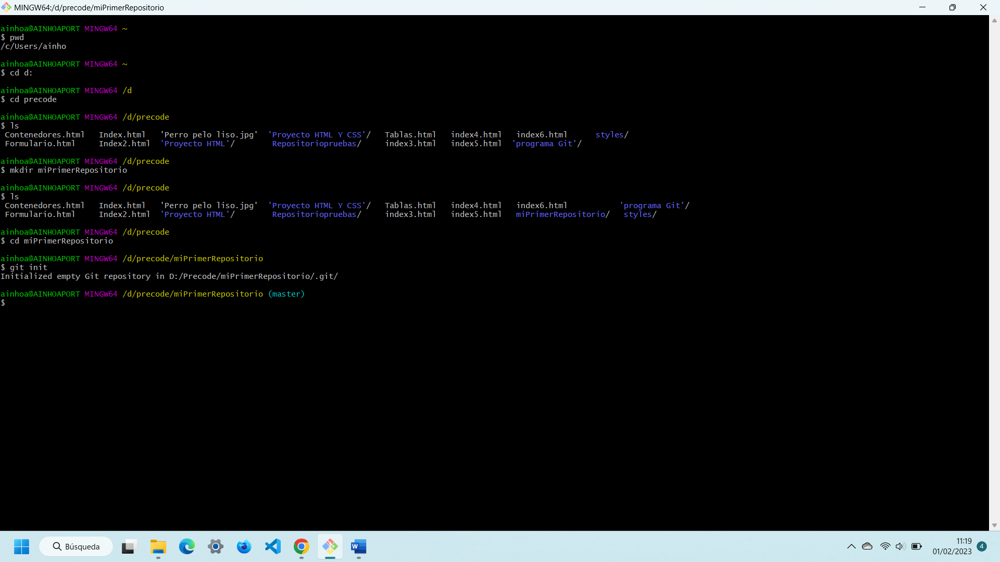 MINGW64:/d/precode/miPrimerRepositorio
ainhoa@AINHOAPORT MINGW64 ~
$ pwd
/c/Users/ainho
ainhoa@AINHOAPORT MINGW64 ~
$ cd d:
ainhoa@AINHOAPORT MINGW64 /d
$ cd precode
ainhoa@AINHOAPORT MINGW64 /d/precode
$ ls
Contenedores.html Index.html 'Perro pelo liso.jpg' 'Proyecto HTML Y CSS'/ Tablas.html index4.html index6.html styles/
Formulario.html Index2.html 'Proyecto HTML'/ Repositoriopruebas/ index3.html index5.html 'programa Git'/
ainhoa@AINHOAPORT MINGW64 /d/precode
$ mkdir miPrimerRepositorio
ainhoa@AINHOAPORT MINGW64 /d/precode
$ ls
Contenedores.html Index.html 'Perro pelo liso.jpg' 'Proyecto HTML Y CSS'/ Tablas.html index4.html index6.html 'programa Git'/
Formulario.html Index2.html 'Proyecto HTML'/ Repositoriopruebas/ index3.html index5.html miPrimerRepositorio/ styles/
ainhoa@AINHOAPORT MINGW64 /d/precode
$ cd miPrimerRepositorio
ainhoa@AINHOAPORT MINGW64 /d/precode/miPrimerRepositorio
$ git init
Initialized empty Git repository in D:/Precode/miPrimerRepositorio/.git/
ainhoa@AINHOAPORT MINGW64 /d/precode/miPrimerRepositorio (master)
$
Búsqueda
W
11:19
01/02/2023
4